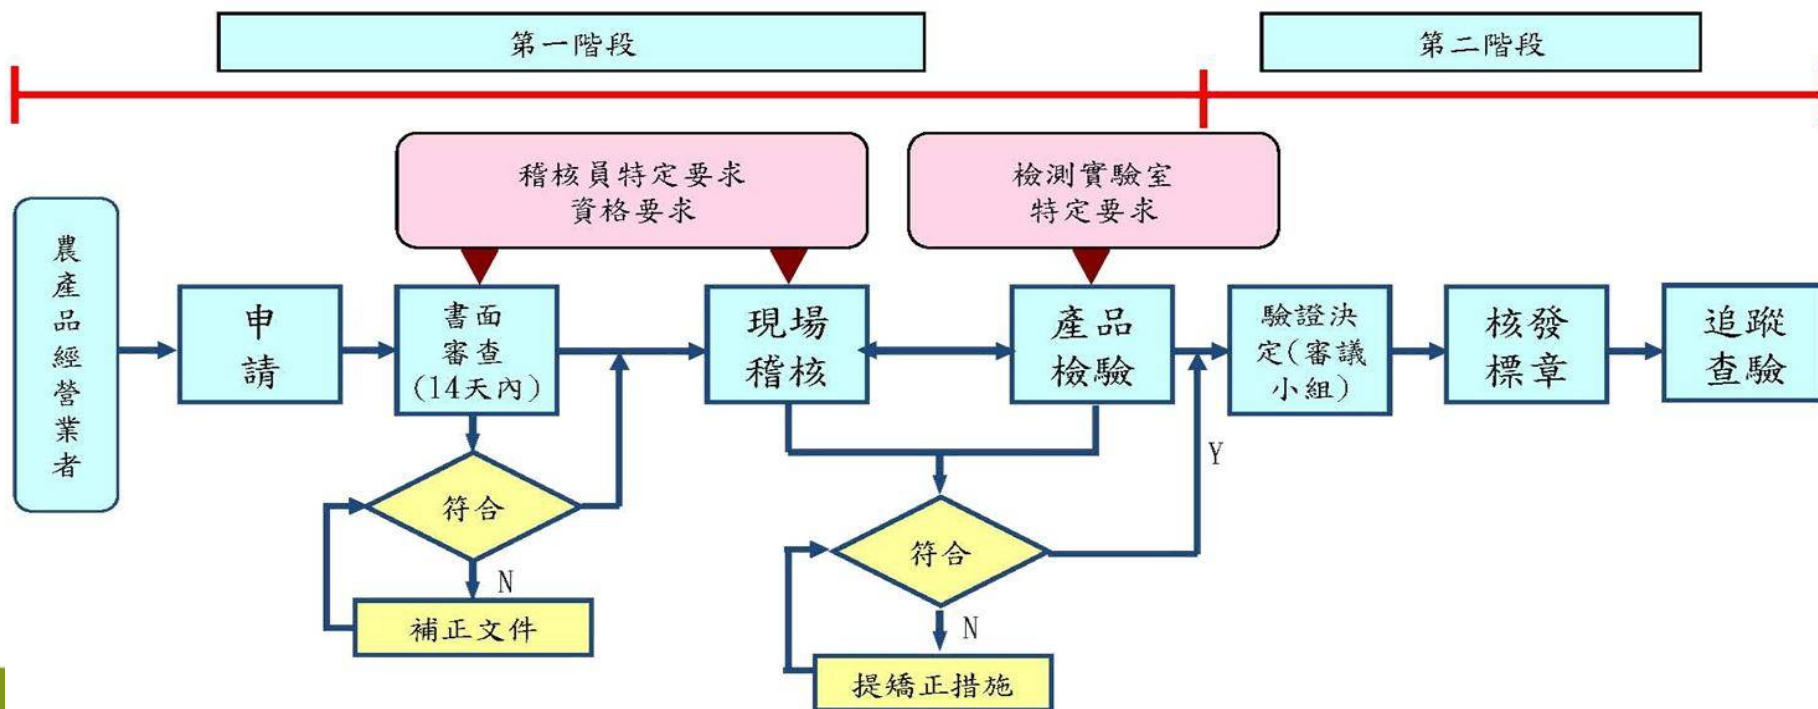 第一階段
第二階段
稽核員特定要求
資格要求
檢測實驗室
特定要求
農產品經營業者
申請
書面
審查
(14天內)
現場
稽核
產品
檢驗
驗證決
定(審議
小組)
核發
標章
追蹤
查驗
符合
N
補正文件
符合
Y
N
提矯正措施